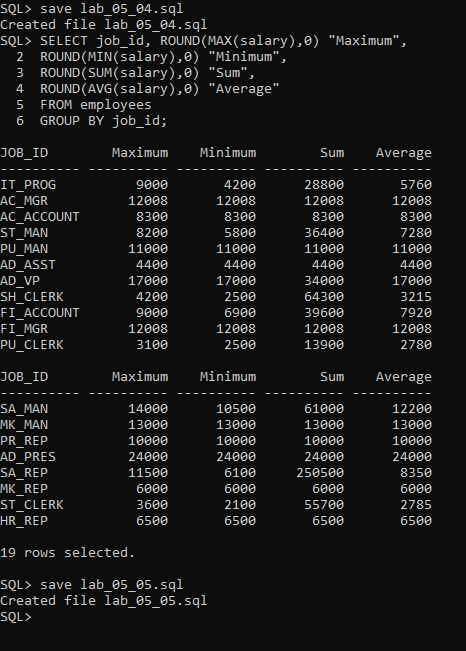 SQL> save lab_05_04.sql
Created file lab_05_04.sql
SQL> SELECT job_id, ROUND(MAX(salary),0) "Maximum",
  2  ROUND(MIN(salary),0) "Minimum",
  3  ROUND(SUM(salary),0) "Sum",
  4  ROUND(AVG(salary),0) "Average"
  5  FROM employees
  6  GROUP BY job_id;

JOB_ID        Maximum    Minimum        Sum    Average
---------- ---------- ---------- ---------- ----------
IT_PROG          9000       4200      28800       5760
AC_MGR          12008      12008      12008      12008
AC_ACCOUNT       8300       8300       8300       8300
ST_MAN           8200       5800      36400       7280
PU_MAN          11000      11000      11000      11000
AD_ASST          4400       4400       4400       4400
AD_VP           17000      17000      34000      17000
SH_CLERK         4200       2500      64300       3215
FI_ACCOUNT       9000       6900      39600       7920
FI_MGR          12008      12008      12008      12008
PU_CLERK         3100       2500      13900       2780

JOB_ID        Maximum    Minimum        Sum    Average
---------- ---------- ---------- ---------- ----------
SA_MAN          14000      10500      61000      12200
MK_MAN          13000      13000      13000      13000
PR_REP          10000      10000      10000      10000
AD_PRES         24000      24000      24000      24000
SA_REP          11500       6100     250500       8350
MK_REP           6000       6000       6000       6000
ST_CLERK         3600       2100      55700       2785
HR_REP           6500       6500       6500       6500

19 rows selected.

SQL> save lab_05_05.sql
Created file lab_05_05.sql
SQL>